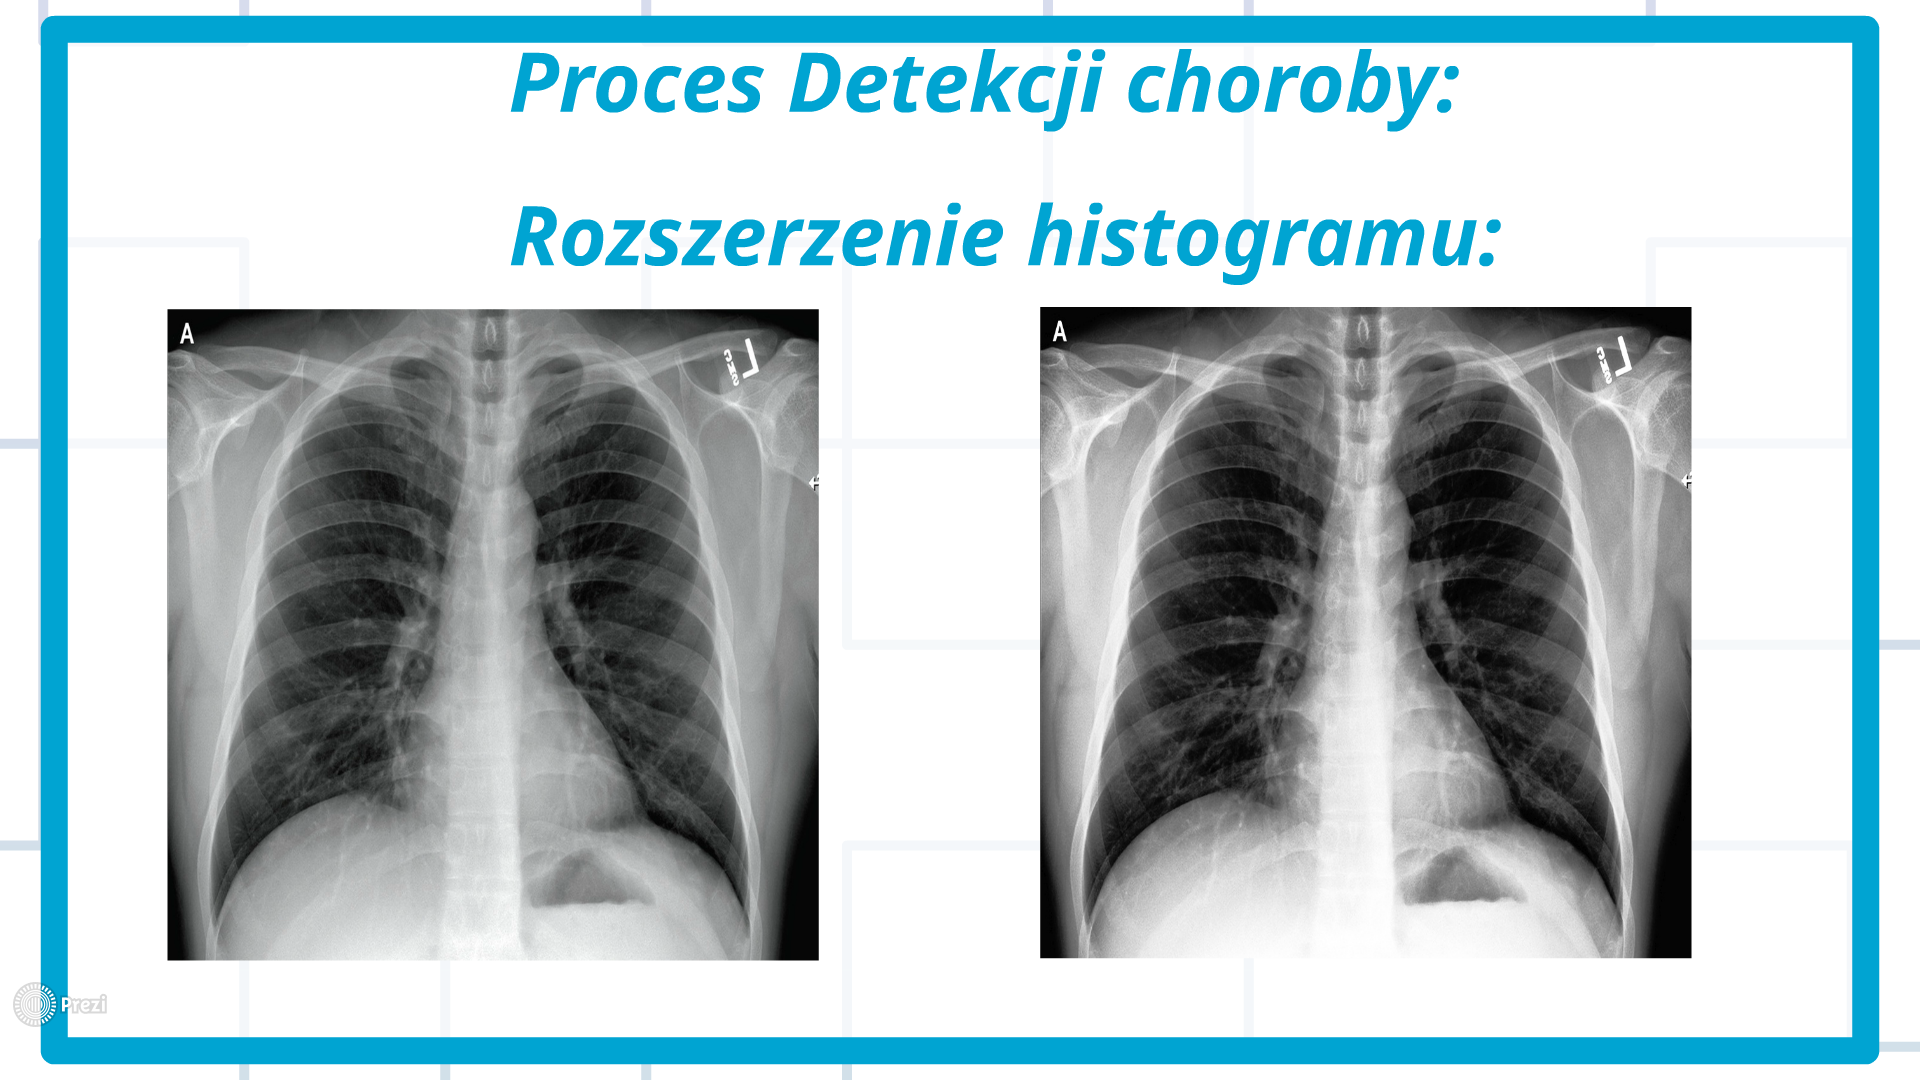 Proces Detekcji choroby:
Rozszerzenie histogramu:
A
A
Prezi